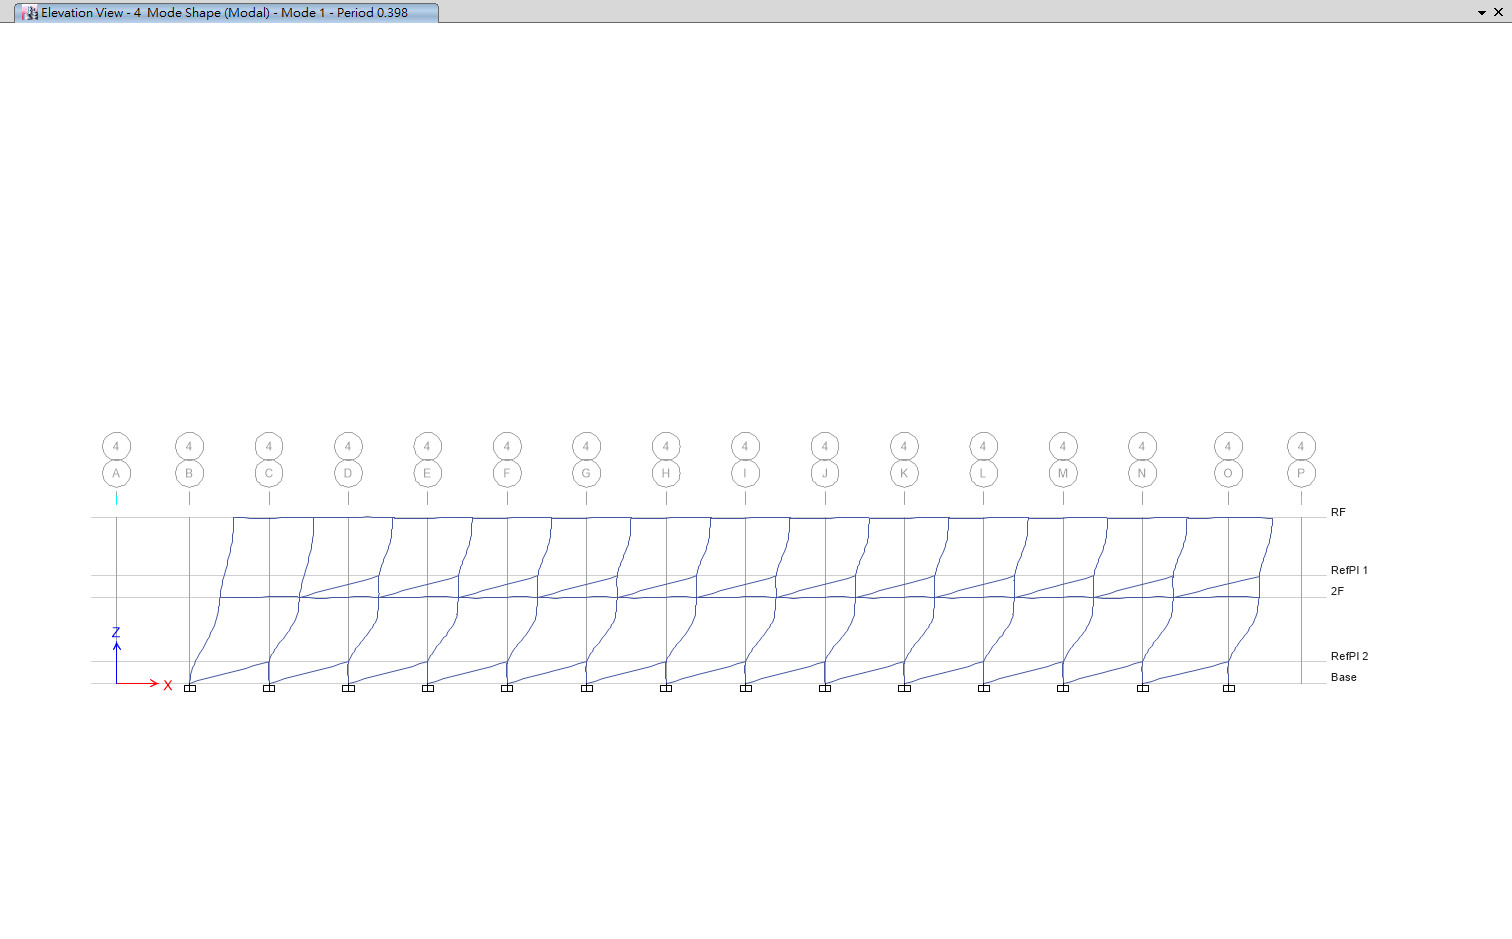 Elevation View - 4 Mode Shape (Modal) - Mode 1 - Period 0.398
4 4 4 4 4 4 4 4 4 4 4 4 4 4 4 4
A B C D E F G H I J K L M N O P
RF
RefPl 1
2F
Z
RefPl 2
Base
X